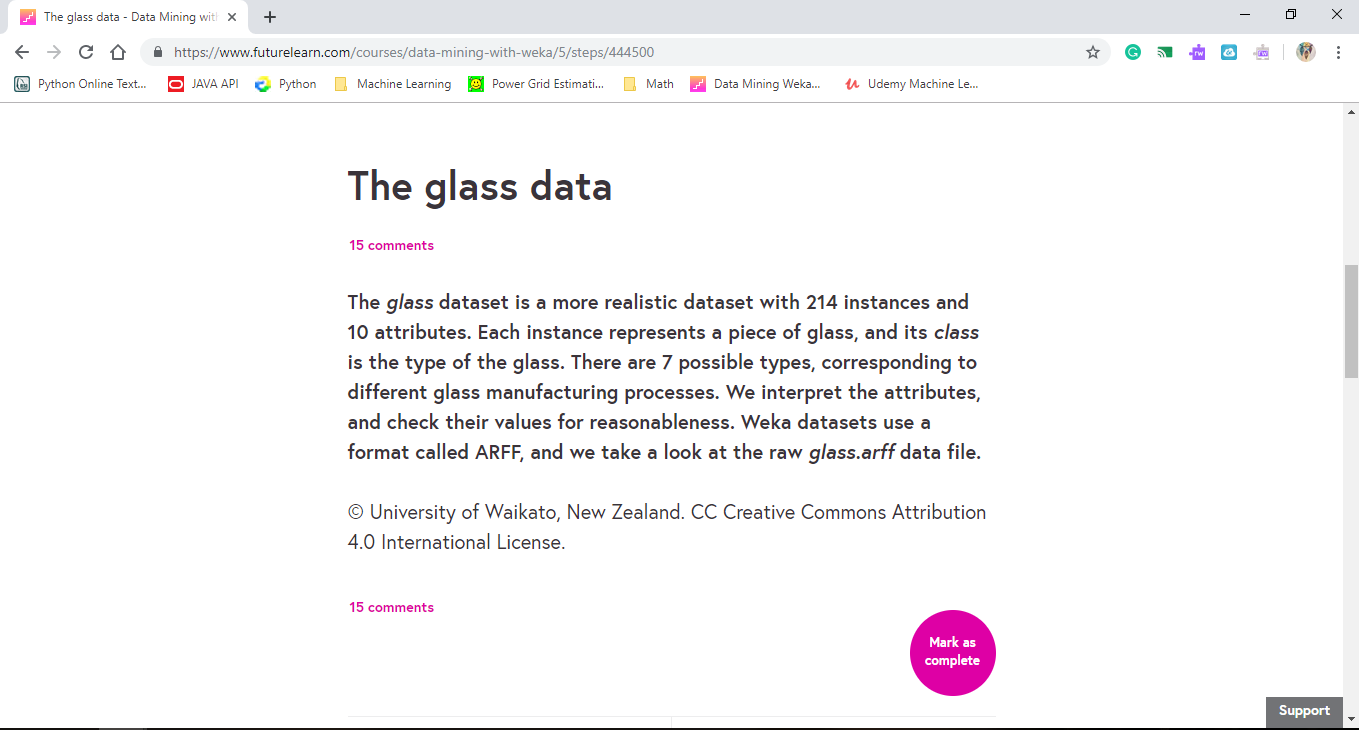 The glass data - Data Mining with
https://www.futurelearn.com/courses/data-mining-with-weka/5/steps/444500
Python Online Text... JAVA API Python Machine Learning Power Grid Estimati... Math Data Mining Weka... Udemy Machine Le...
The glass data
15 comments
The glass dataset is a more realistic dataset with 214 instances and
10 attributes. Each instance represents a piece of glass, and its class
is the type of the glass. There are 7 possible types, corresponding to
different glass manufacturing processes. We interpret the attributes,
and check their values for reasonableness. Weka datasets use a
format called ARFF, and we take a look at the raw glass.arff data file.
© University of Waikato, New Zealand. CC Creative Commons Attribution
4.0 International License.
15 comments
Mark as
complete
Support